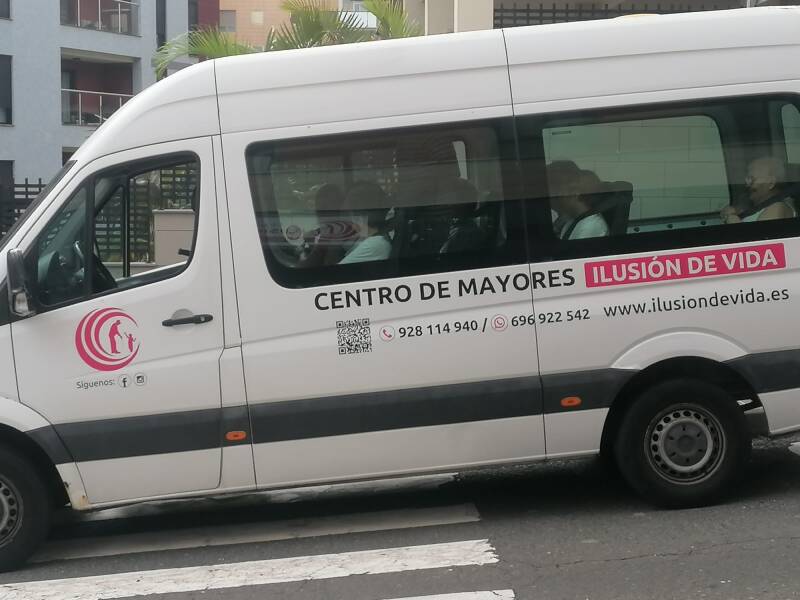 CENTRO DE MAYORES ILUSIÓN DE VIDA
928 114 940 / 696 922 542 www.ilusiondevida.es
Síguenos: